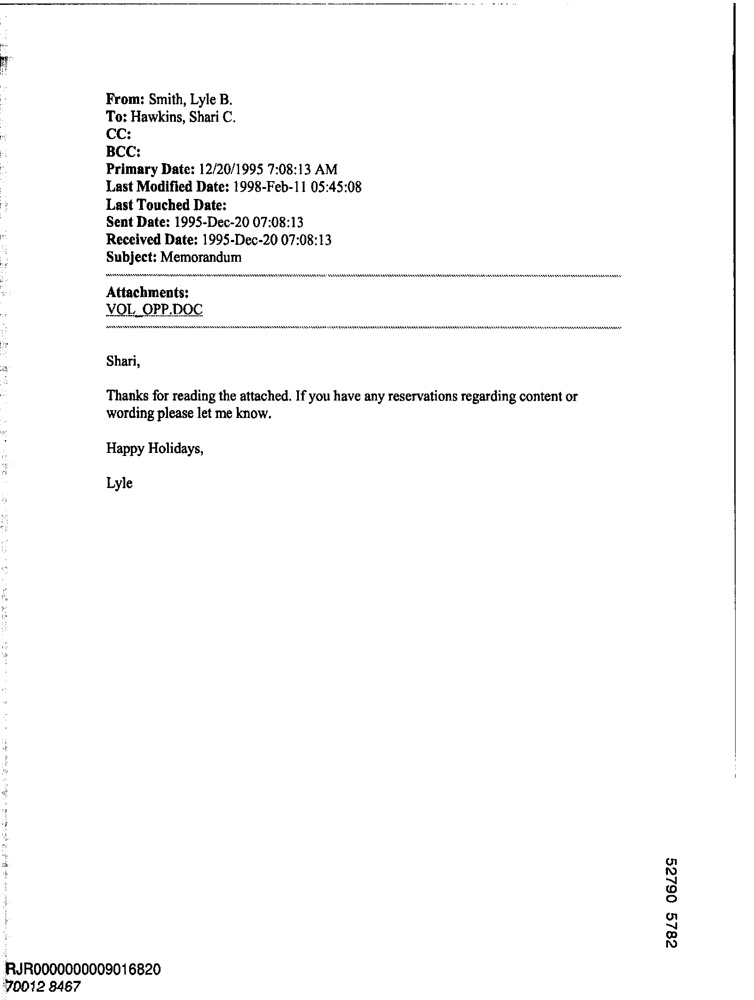 From: Smith, Lyle B.
To: Hawkins, Shari C.
CC:
BCC:
Primary Date: 12/20/1995 7:08:13 AM
Last Modified Date: 1998-Feb-11 05:45:08
Last Touched Date:
Sent Date: 1995-Dec-20 07:08:13
Received Date: 1995-Dec-20 07:08:13
Subject: Memorandum
Attachments:
VOL_OPP.DOC
Shari,
Thanks for reading the attached. If you have any reservations regarding content or
wording please let me know.
Happy Holidays,
Lyle
52790 5782
RJR0000000009016820
70012 8467